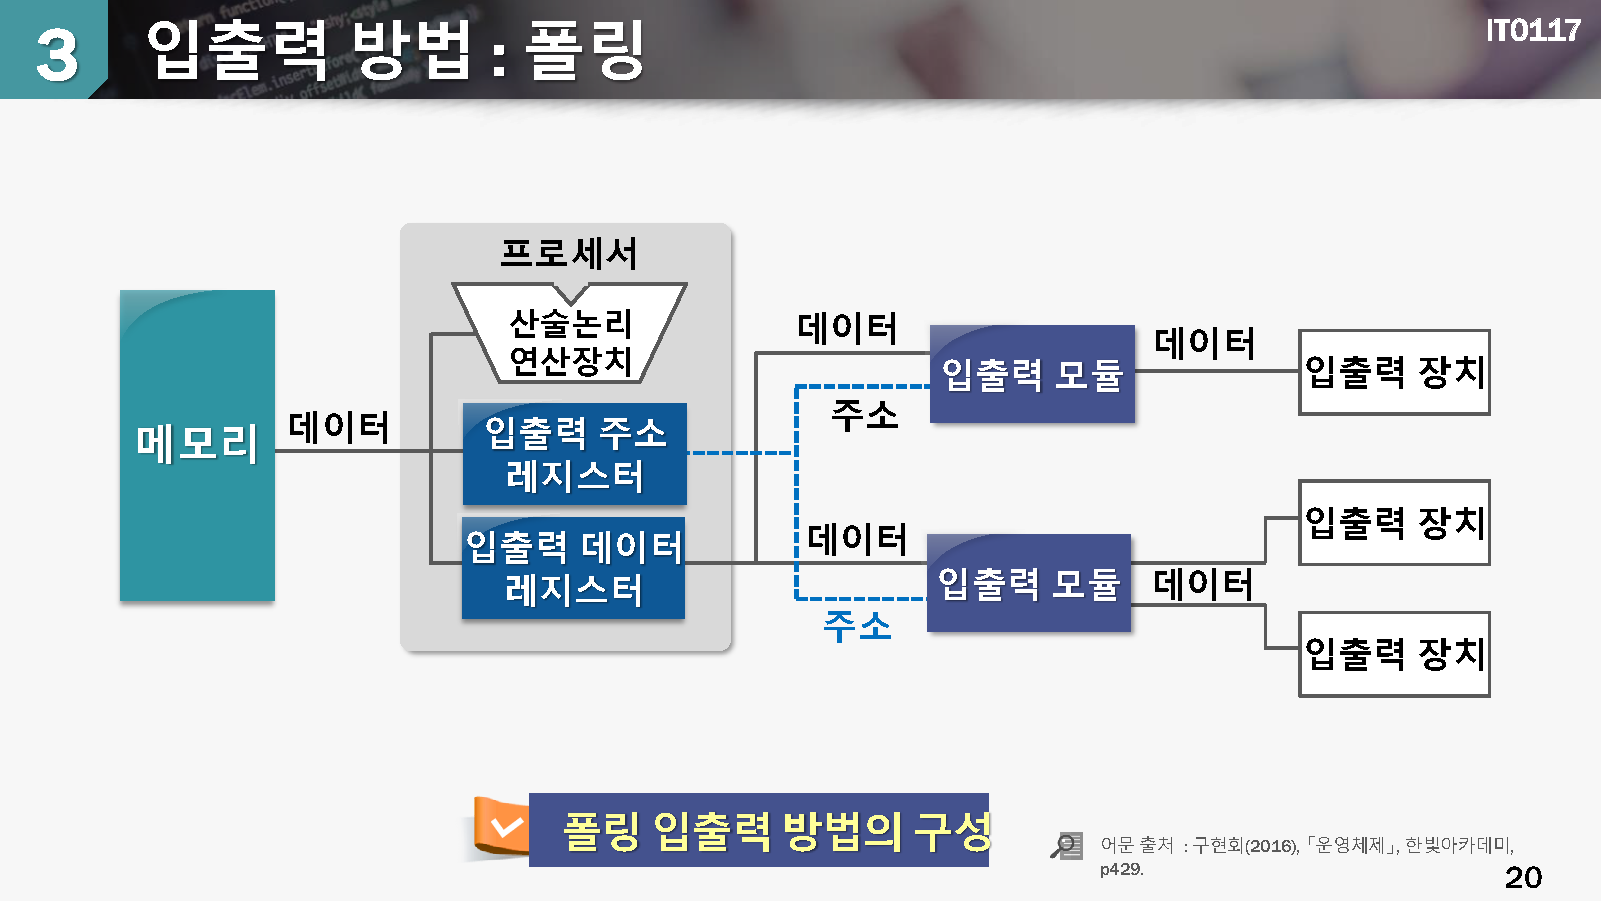 3
입출력 방법 : 폴링
IT0117
프로세서
산술논리
연산장치
메모리
데이터
입출력 주소
레지스터
입출력 데이터
레지스터
데이터
주소
입출력 모듈
데이터
입출력 장치
데이터
주소
입출력 모듈
데이터
입출력 장치
입출력 장치
폴링 입출력 방법의 구성
어문 출처 : 구현회(2016), 「운영체제」, 한빛아카데미,
p429.
20